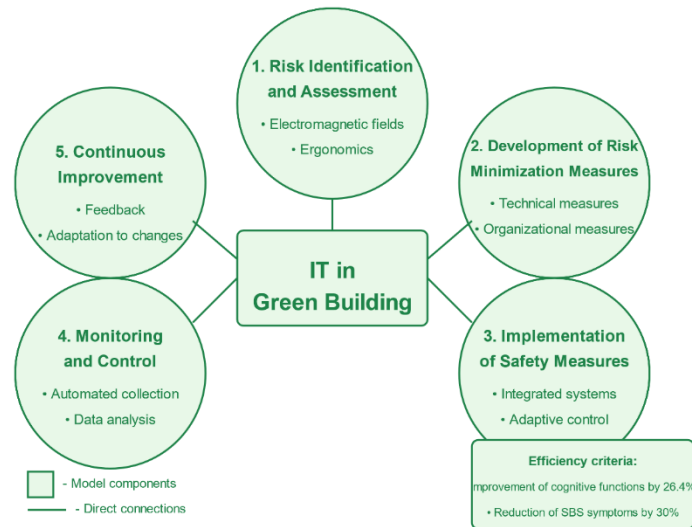 1. Risk Identification
and Assessment
• Electromagnetic fields
• Ergonomics
2. Development of Risk
Minimization Measures
• Technical measures
• Organizational measures
3. Implementation
of Safety Measures
• Integrated systems
• Adaptive control
4. Monitoring
and Control
• Automated collection
• Data analysis
5. Continuous
Improvement
• Feedback
• Adaptation to changes
IT in
Green Building
Efficiency criteria:
mprovement of cognitive functions by 26.4%
• Reduction of SBS symptoms by 30%
- Model components
- Direct connections